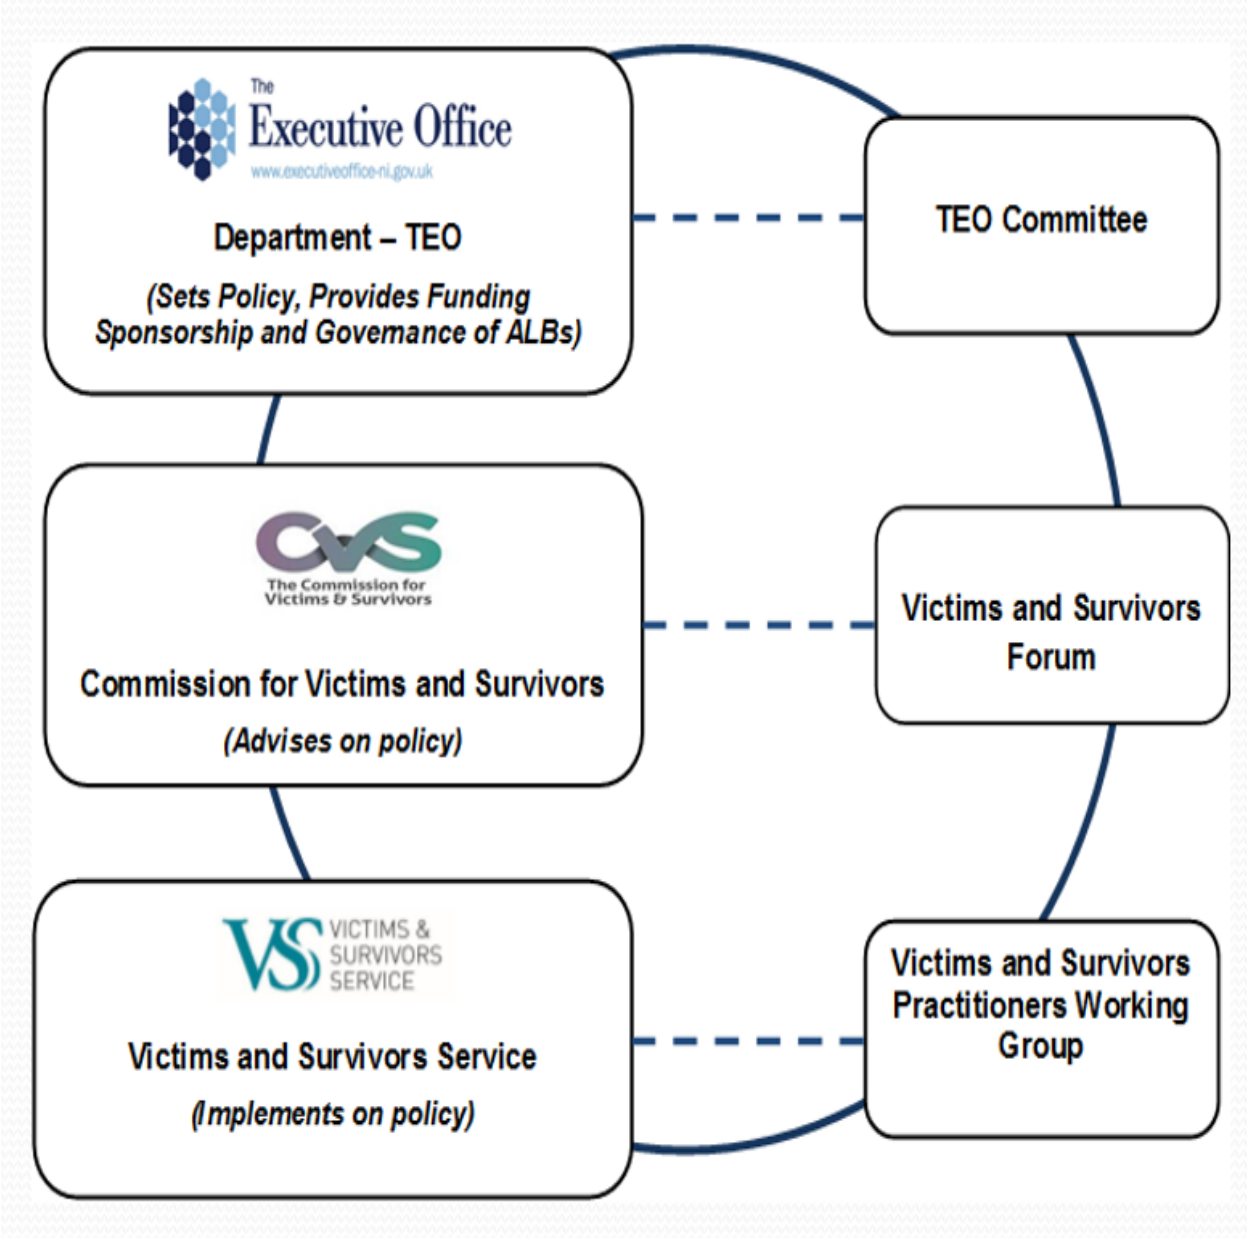 The
Executive Office
www.executiveoffice-ni.gov.uk
Department – TEO
(Sets Policy, Provides Funding
Sponsorship and Governance of ALBs)
TEO Committee
CVS
The Commission for
Victims & Survivors
Commission for Victims and Survivors
(Advises on policy)
Victims and Survivors
Forum
VS
VICTIMS &
SURVIVORS
SERVICE
Victims and Survivors Service
(Implements on policy)
Victims and Survivors
Practitioners Working
Group